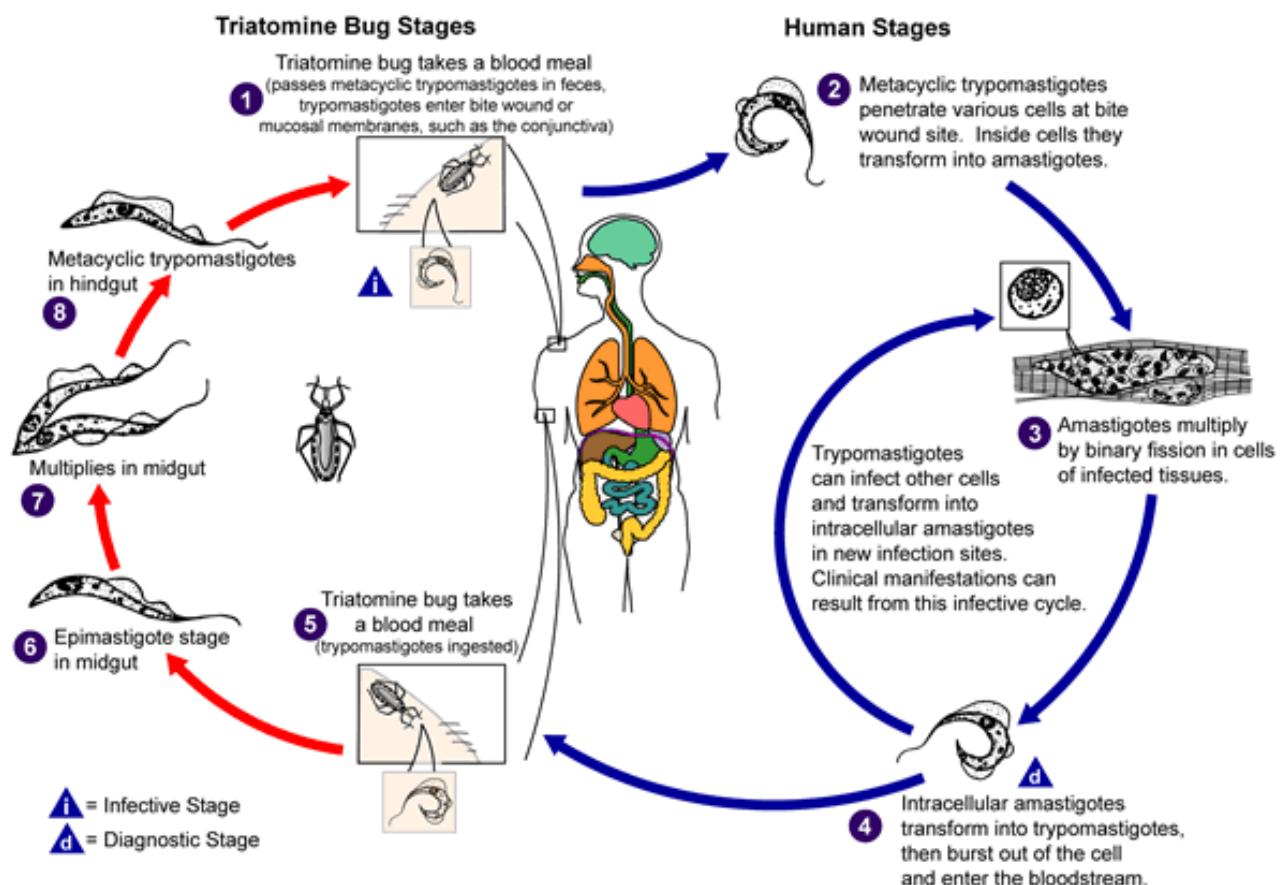 Triatomine Bug Stages
Human Stages
1
Triatomine bug takes a blood meal
(passes metacyclic trypomastigotes in feces,
trypomastigotes enter bite wound or
mucosal membranes, such as the conjunctiva)
i
2
Metacyclic trypomastigotes
penetrate various cells at bite
wound site. Inside cells they
transform into amastigotes.
3
Amastigotes multiply
by binary fission in cells
of infected tissues.
Trypomastigotes
can infect other cells
and transform into
intracellular amastigotes
in new infection sites.
Clinical manifestations can
result from this infective cycle.
d
4
Intracellular amastigotes
transform into trypomastigotes,
then burst out of the cell
and enter the bloodstream.
5
Triatomine bug takes
a blood meal
(trypomastigotes ingested)
6
Epimastigote stage
in midgut
Multiplies in midgut
7
Metacyclic trypomastigotes
in hindgut
8
i = Infective Stage
d = Diagnostic Stage